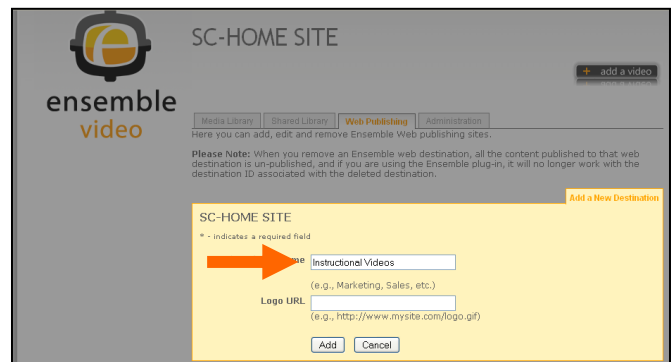 SC-HOME SITE
+ add a video
ensemble
video
Media Library Shared Library Web Publishing Administration
Here you can add, edit and remove Ensemble Web publishing sites.
Please Note: When you remove an Ensemble web destination, all the content published to that web
destination is un-published, and if you are using the Ensemble plug-in, it will no longer work with the
destination ID associated with the deleted destination.
Add a New Destination
SC-HOME SITE
* - indicates a required field
me Instructional Videos
(e.g., Marketing, Sales, etc.)
Logo URL
(e.g., http://www.mysite.com/logo.gif)
Add Cancel